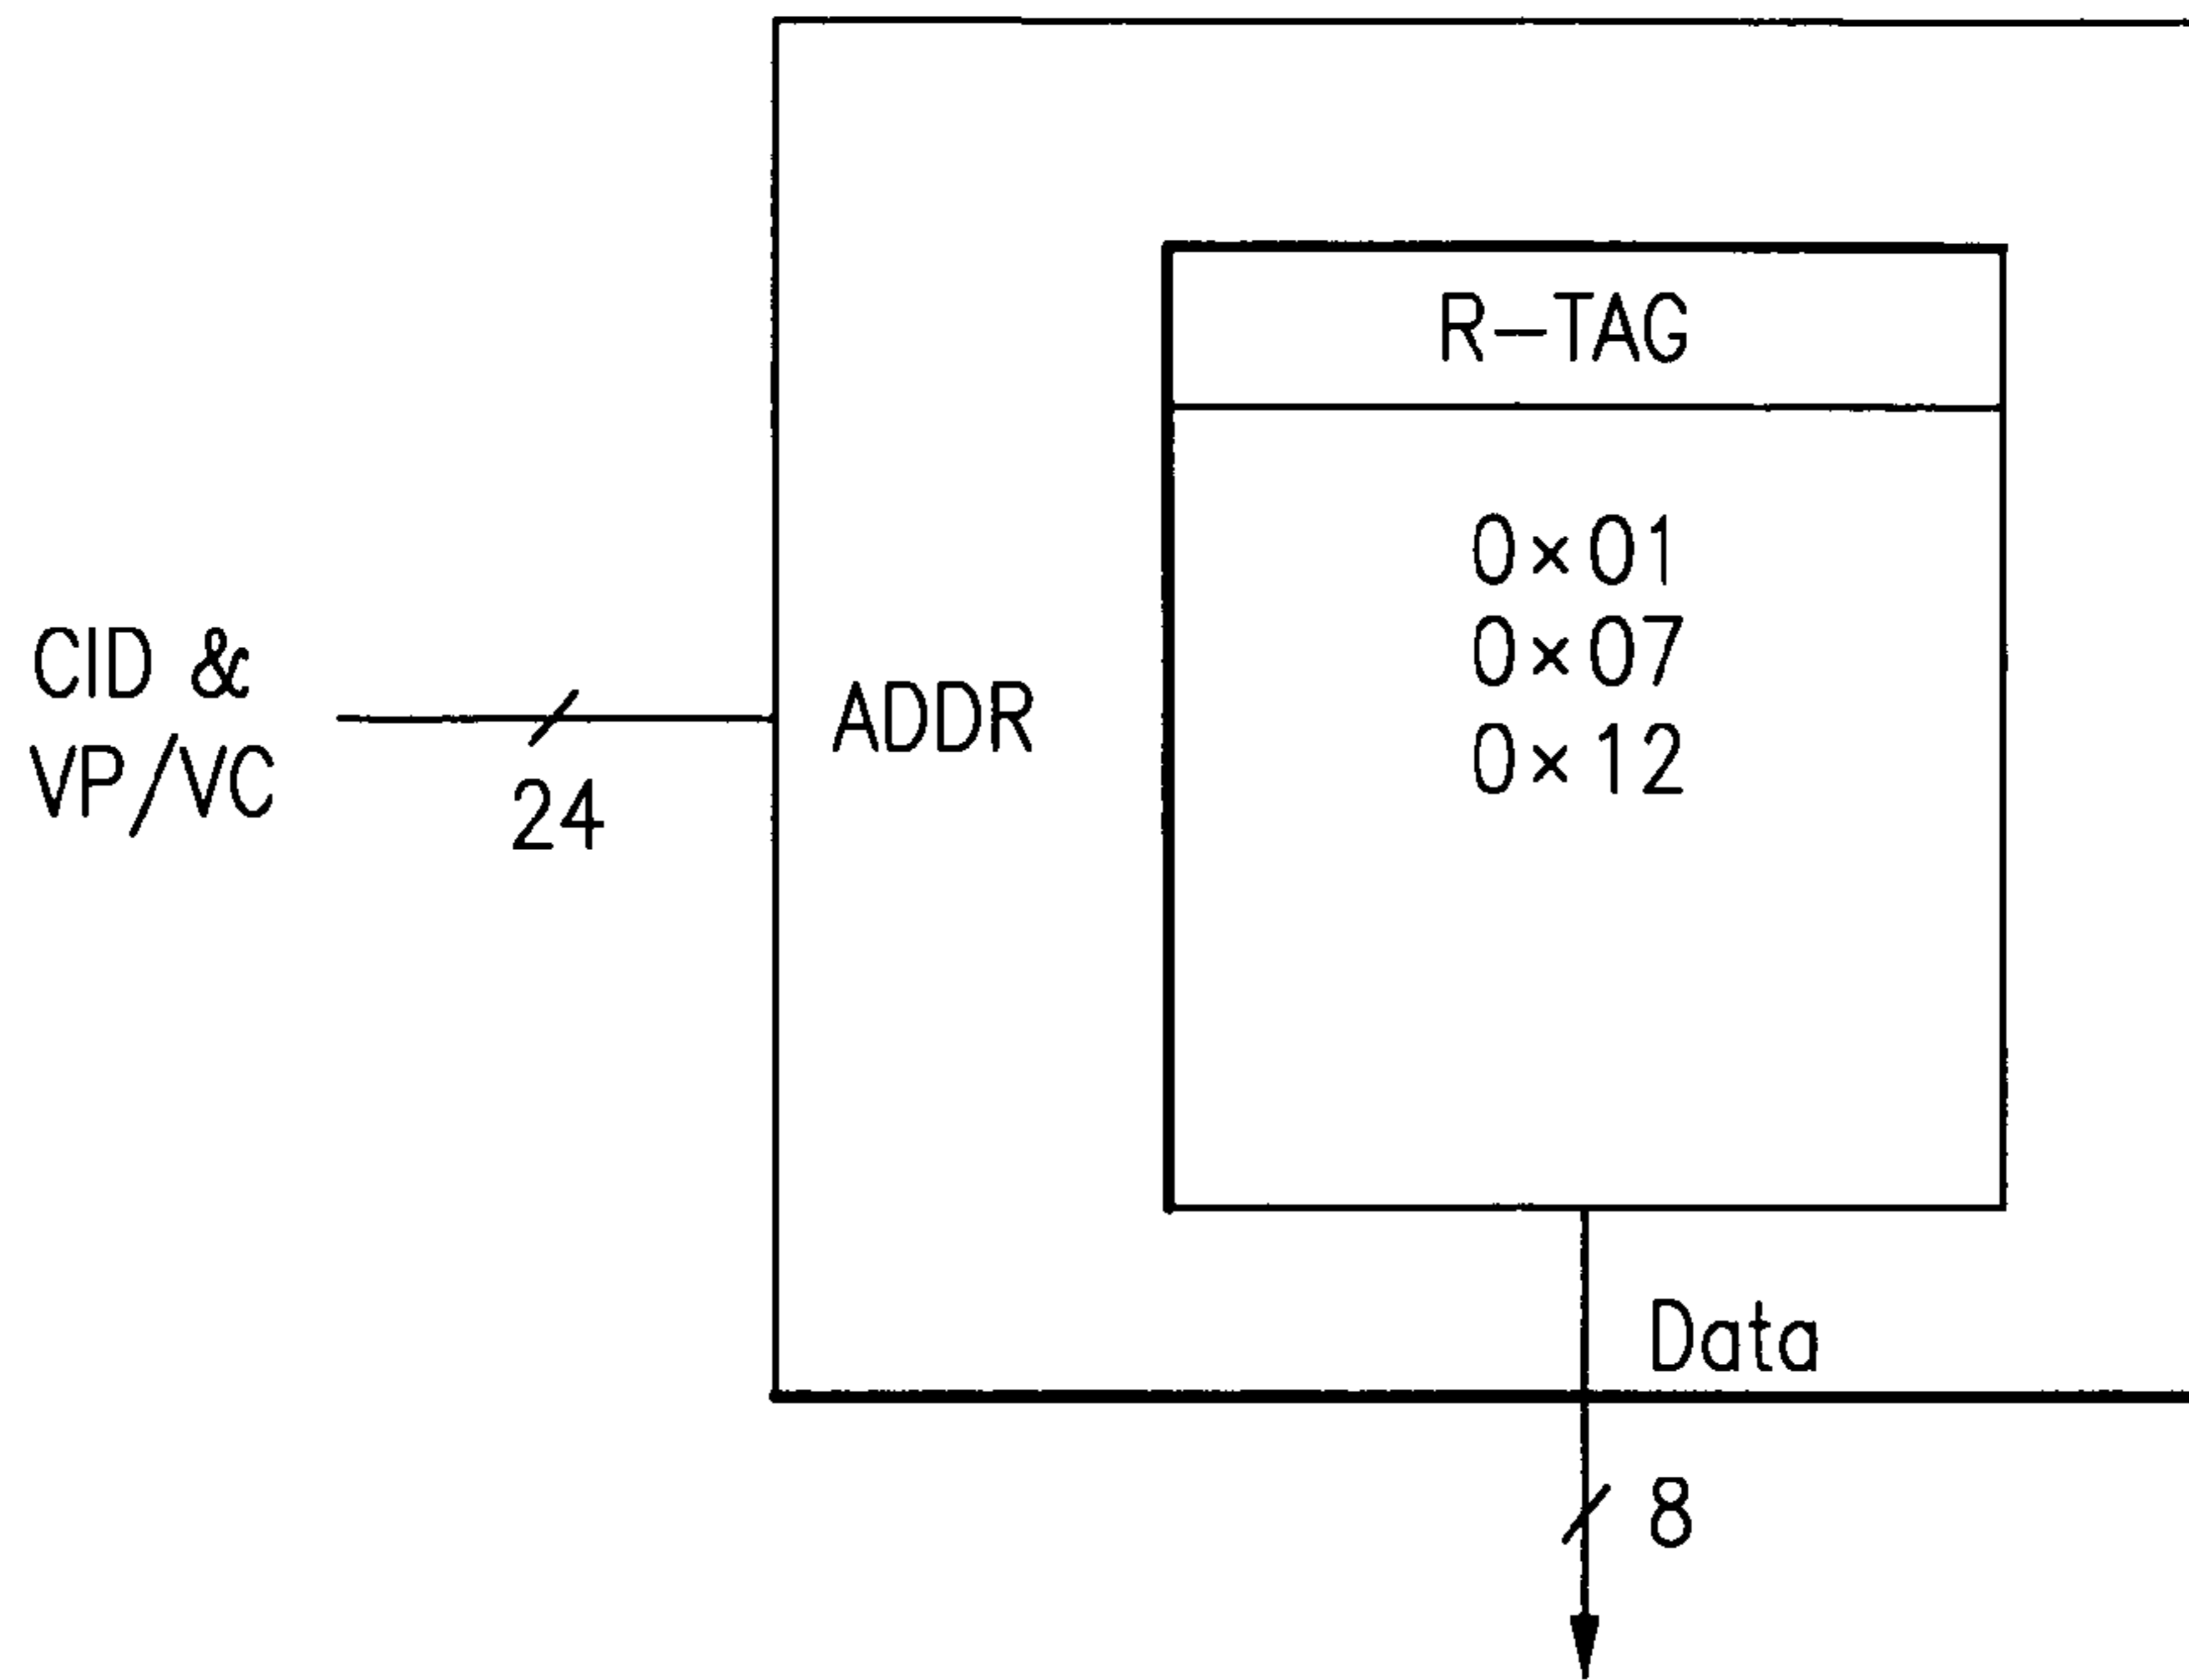 R-TAG
0×01
0×07
0×12
CID &
VP/VC
24
ADDR
Data
8